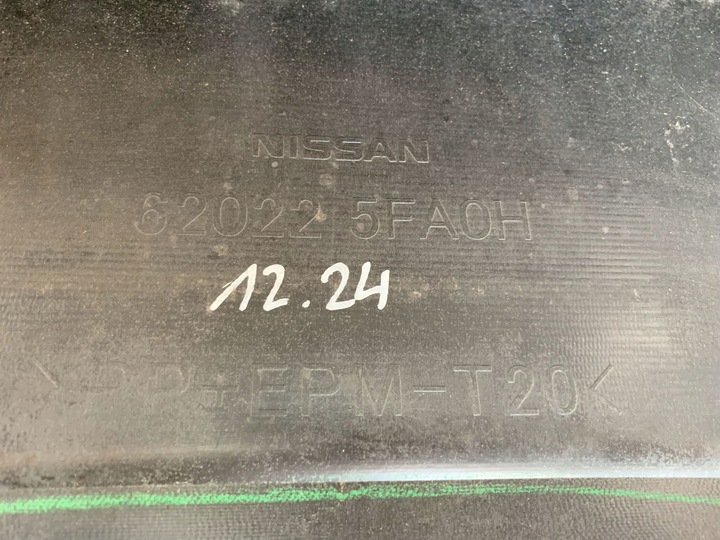 NISSAN
62022 5FA0H
12.24
>PP+EPM-T20<